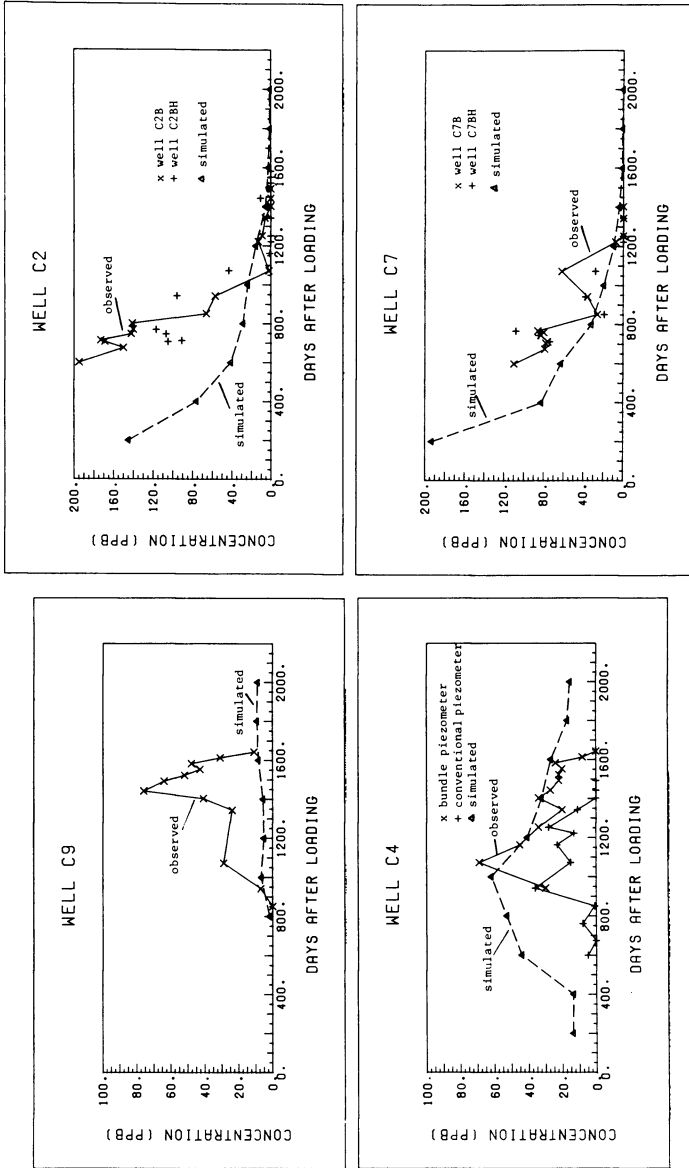 WELL C9
CONCENTRATION (PPB)
100.
80.
60.
40.
20.
0.
observed
simulated
0.
400.
800.
1200.
1600.
2000.
DAYS AFTER LOADING
WELL C2
CONCENTRATION (PPB)
200.
160.
120.
80.
40.
0.
observed
simulated
x well C2B
+ well C2BH
▲ simulated
0.
400.
800.
1200.
1600.
2000.
DAYS AFTER LOADING
WELL C4
CONCENTRATION (PPB)
100.
80.
60.
40.
20.
0.
x bundle piezometer
+ conventional piezometer
▲ simulated
observed
simulated
0.
400.
800.
1200.
1600.
2000.
DAYS AFTER LOADING
WELL C7
CONCENTRATION (PPB)
200.
160.
120.
80.
40.
0.
x well C7B
+ well C7BH
▲ simulated
simulated
observed
0.
400.
800.
1200.
1600.
2000.
DAYS AFTER LOADING